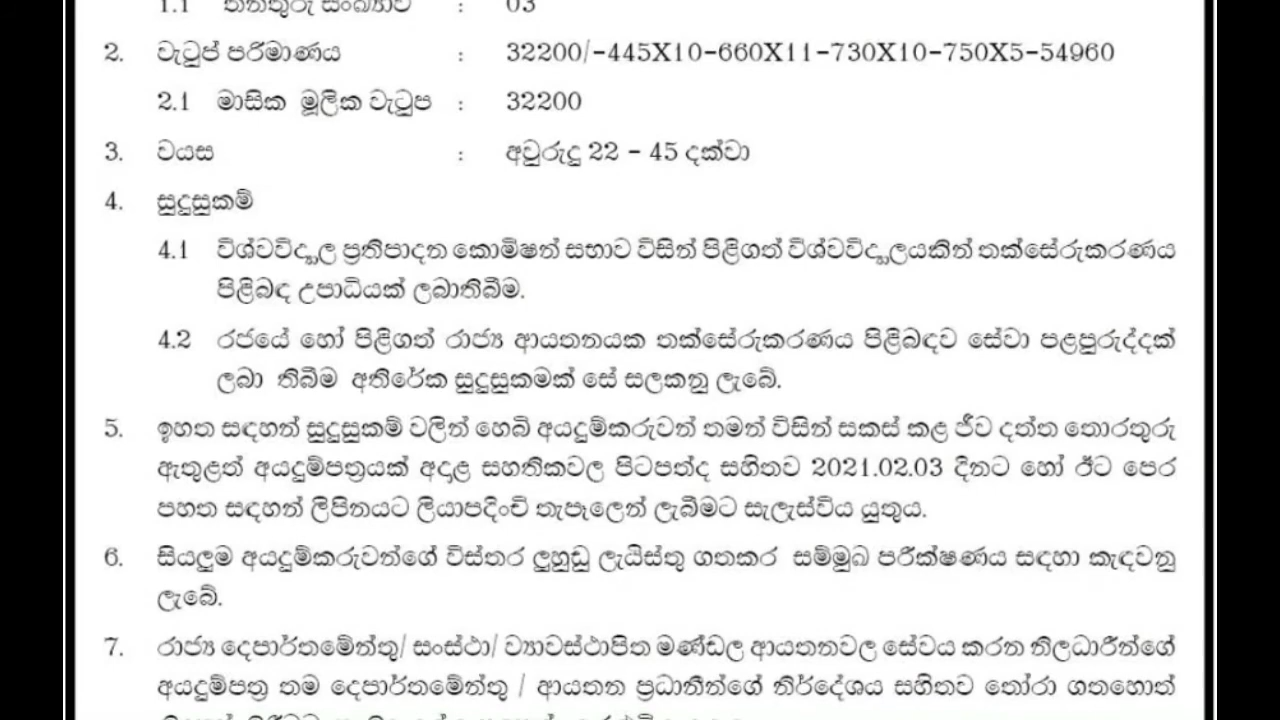 1.1 තනතුරු සංඛ්‍යාව : 03
2. වැටුප් පරිමාණය : 32200/-445X10-660X11-730X10-750X5-54960
2.1 මාසික මූලික වැටුප : 32200
3. වයස : අවුරුදු 22 - 45 දක්වා
4. සුදුසුකම්
4.1 විශ්වවිද්‍යාල ප්‍රතිපාදන කොමිෂන් සභාව විසින් පිළිගත් විශ්වවිද්‍යාලයකින් තක්සේරුකරණය
පිළිබඳ උපාධියක් ලබාතිබීම.
4.2 රජයේ හෝ පිළිගත් රාජ්‍ය ආයතනයක තක්සේරුකරණය පිළිබඳව සේවා පළපුරුද්දක්
ලබා තිබීම අතිරේක සුදුසුකමක් සේ සලකනු ලැබේ.
5. ඉහත සඳහන් සුදුසුකම් වලින් හෙබි අයදුම්කරුවන් තමන් විසින් සකස් කළ ජීව දත්ත තොරතුරු
ඇතුළත් අයදුම්පත්‍රයක් අදාළ සහතිකවල පිටපත්ද සහිතව 2021.02.03 දිනට හෝ ඊට පෙර
පහත සඳහන් ලිපිනයට ලියාපදිංචි තැපෑලෙන් ලැබීමට සැලැස්විය යුතුය.
6. සියලුම අයදුම්කරුවන්ගේ විස්තර ලුහුඩු ලැයිස්තු ගතකර සම්මුඛ පරීක්ෂණය සඳහා කැඳවනු
ලැබේ.
7. රාජ්‍ය දෙපාර්තමේන්තු/ සංස්ථා/ ව්‍යාවස්ථාපිත මණ්ඩල ආයතනවල සේවය කරන නිලධාරීන්ගේ
අයදුම්පත්‍ර තම දෙපාර්තමේන්තු / ආයතන ප්‍රධානීන්ගේ නිර්දේශය සහිතව තෝරා ගතහොත්